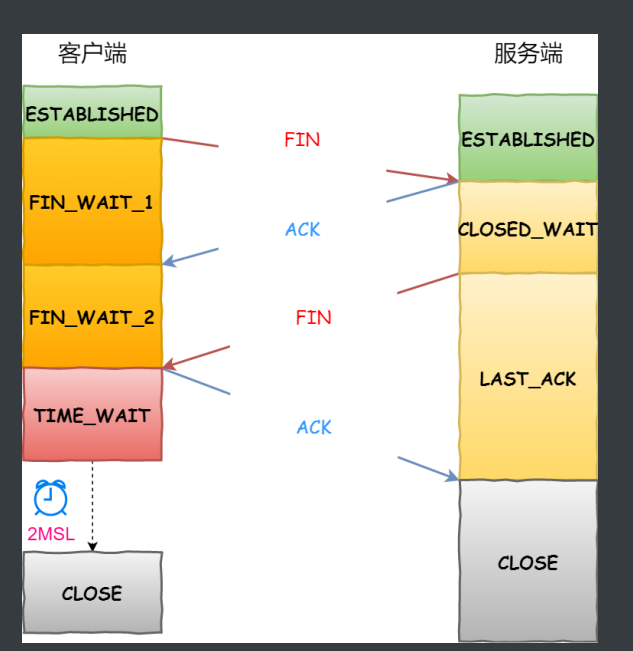 客户端
服务端
ESTABLISHED
ESTABLISHED
FIN
FIN_WAIT_1
ACK
CLOSED_WAIT
FIN_WAIT_2
FIN
LAST_ACK
TIME_WAIT
ACK
2MSL
CLOSE
CLOSE